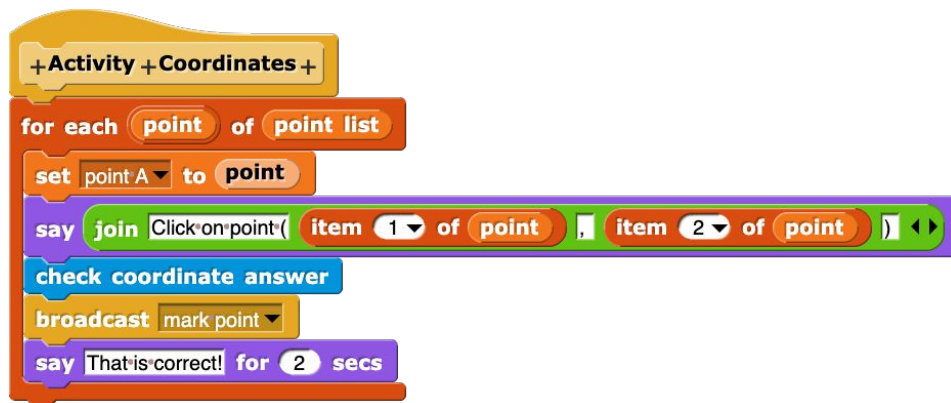 +Activity +Coordinates+
for each point of point list
set point A to point
say join Click on point ( item 1 of point , item 2 of point )
check coordinate answer
broadcast mark point
say That is correct! for 2 secs